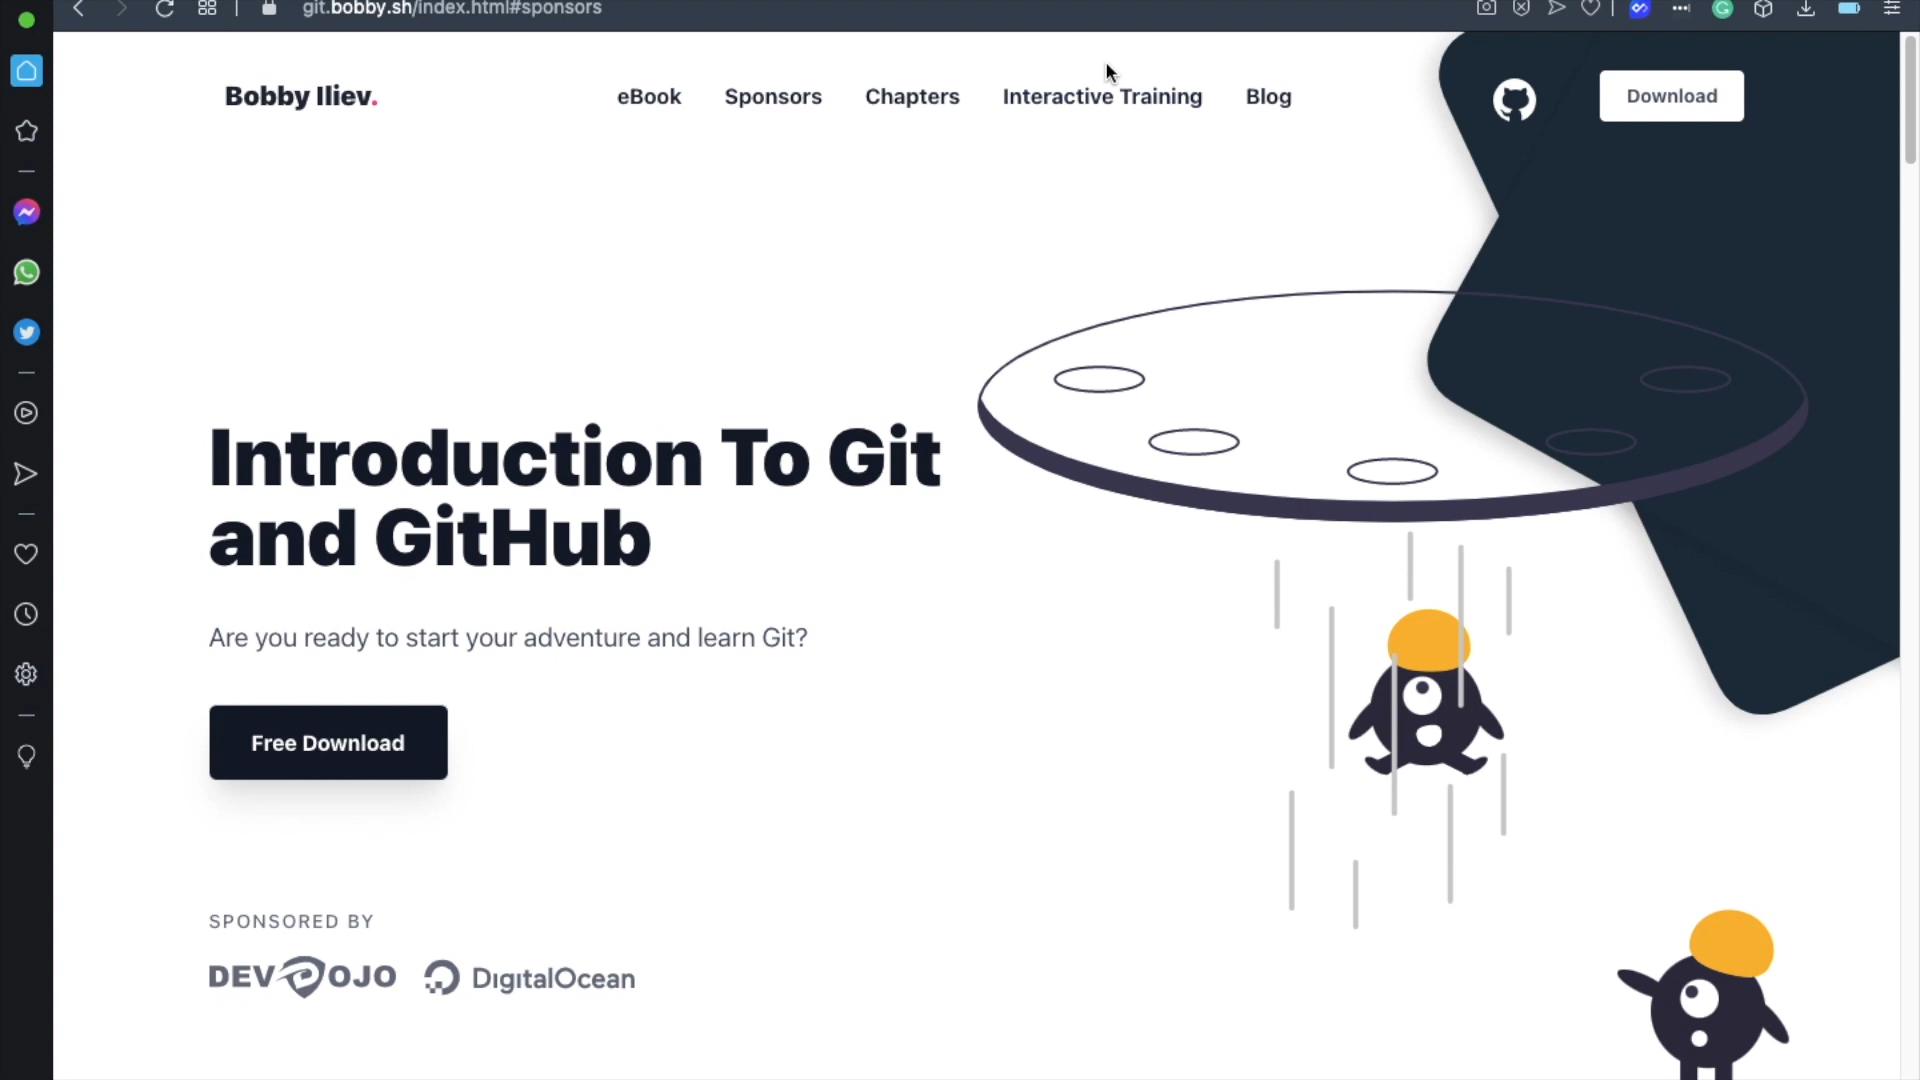 git.bobby.sh/index.html#sponsors
Bobby Iliev.
eBook
Sponsors
Chapters
Interactive Training
Blog
Download
Introduction To Git
and GitHub
Are you ready to start your adventure and learn Git?
Free Download
SPONSORED BY
DEVDOJO
DigitalOcean